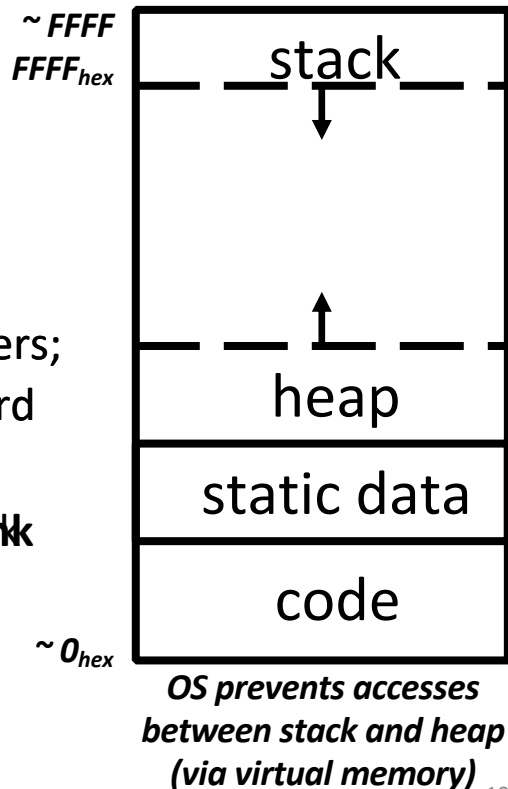 ~ FFFF
FFFFhex
stack
ers;
heap
rd
static data
code
~ 0hex
OS prevents accesses
between stack and heap
(via virtual memory)